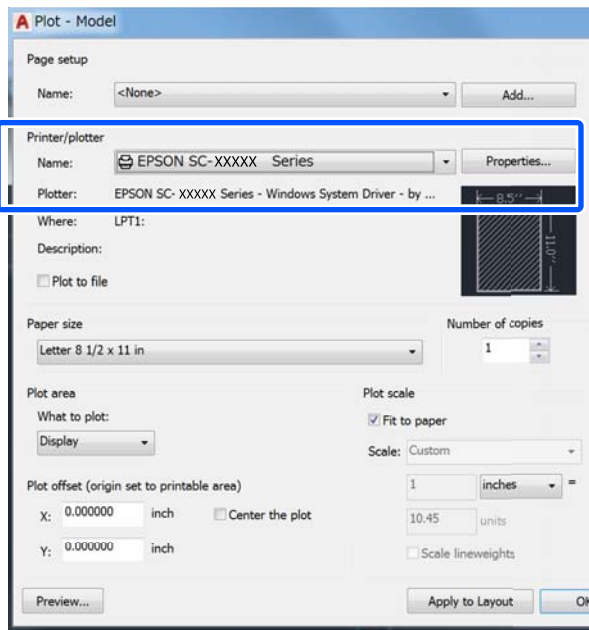 A Plot - Model
Page setup
Name: <None> Add...
Printer/plotter
Name: EPSON SC-XXXXX Series Properties...
Plotter: EPSON SC- XXXXX Series - Windows System Driver - by ...
8.5''
Where: LPT1:
11.0''
Description:
Plot to file
Paper size
Number of copies
Letter 8 1/2 x 11 in
1
Plot area
Plot scale
What to plot:
Fit to paper
Display
Scale: Custom
Plot offset (origin set to printable area)
1 inches =
X: 0.000000 inch Center the plot
10.45 units
Y: 0.000000 inch
Scale lineweights
Preview... Apply to Layout OK